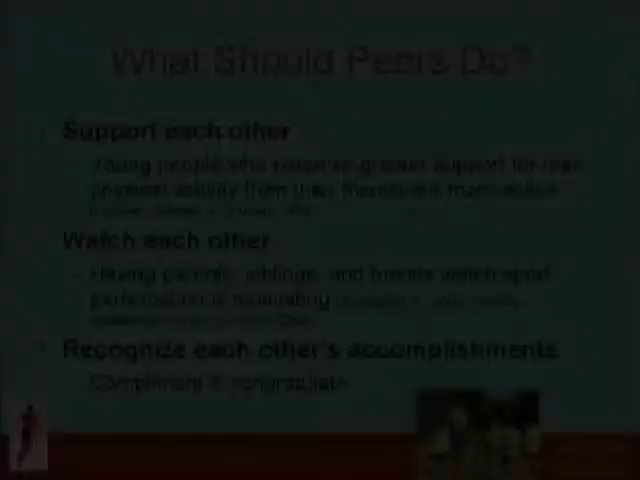 What Should Peers Do?
Support each other
Young people who perceive greater support for their
physical activity from their friends are more active
Watch each other
Having parents, siblings, and friends watch sport
participation is motivating
Recognize each other's accomplishments
Compliment & congratulate